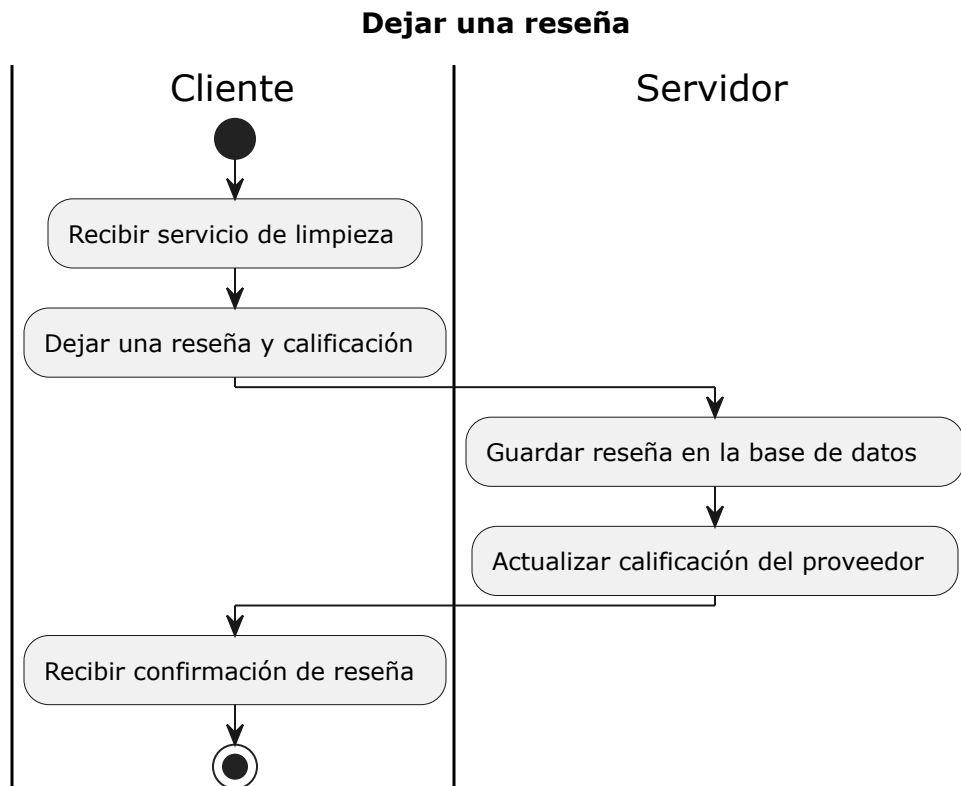 Dejar una reseña
Cliente
Servidor
Recibir servicio de limpieza
Dejar una reseña y calificación
Guardar reseña en la base de datos
Actualizar calificación del proveedor
Recibir confirmación de reseña